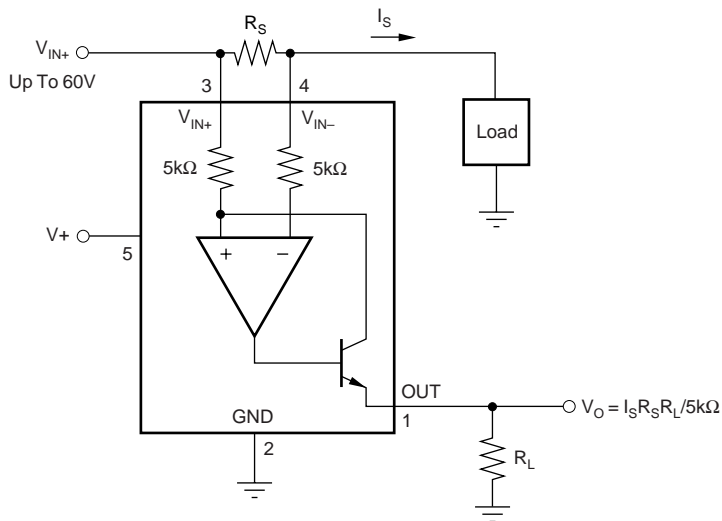 R_S
I_S
V_IN+
Up To 60V
3
4
V_IN+
V_IN–
Load
5kΩ
5kΩ
V+
5
+
–
OUT
GND
1
V_O = I_S R_S R_L/5kΩ
2
R_L